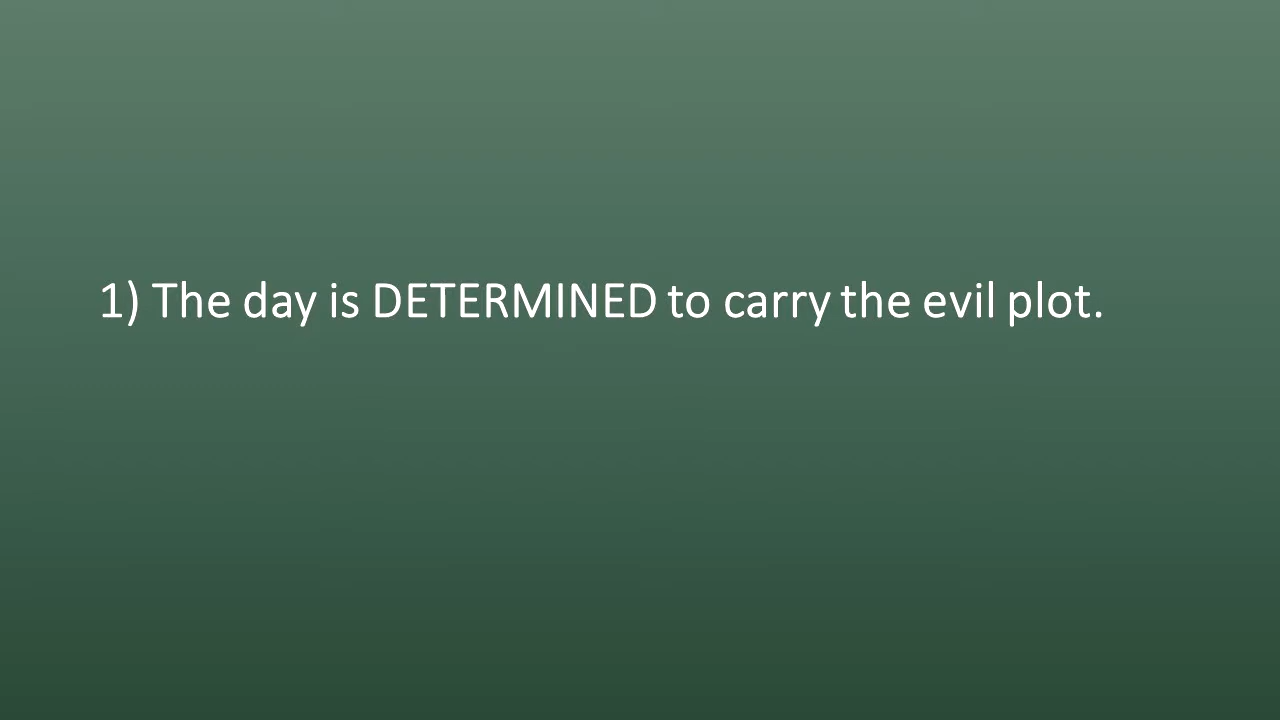 1) The day is DETERMINED to carry the evil plot.